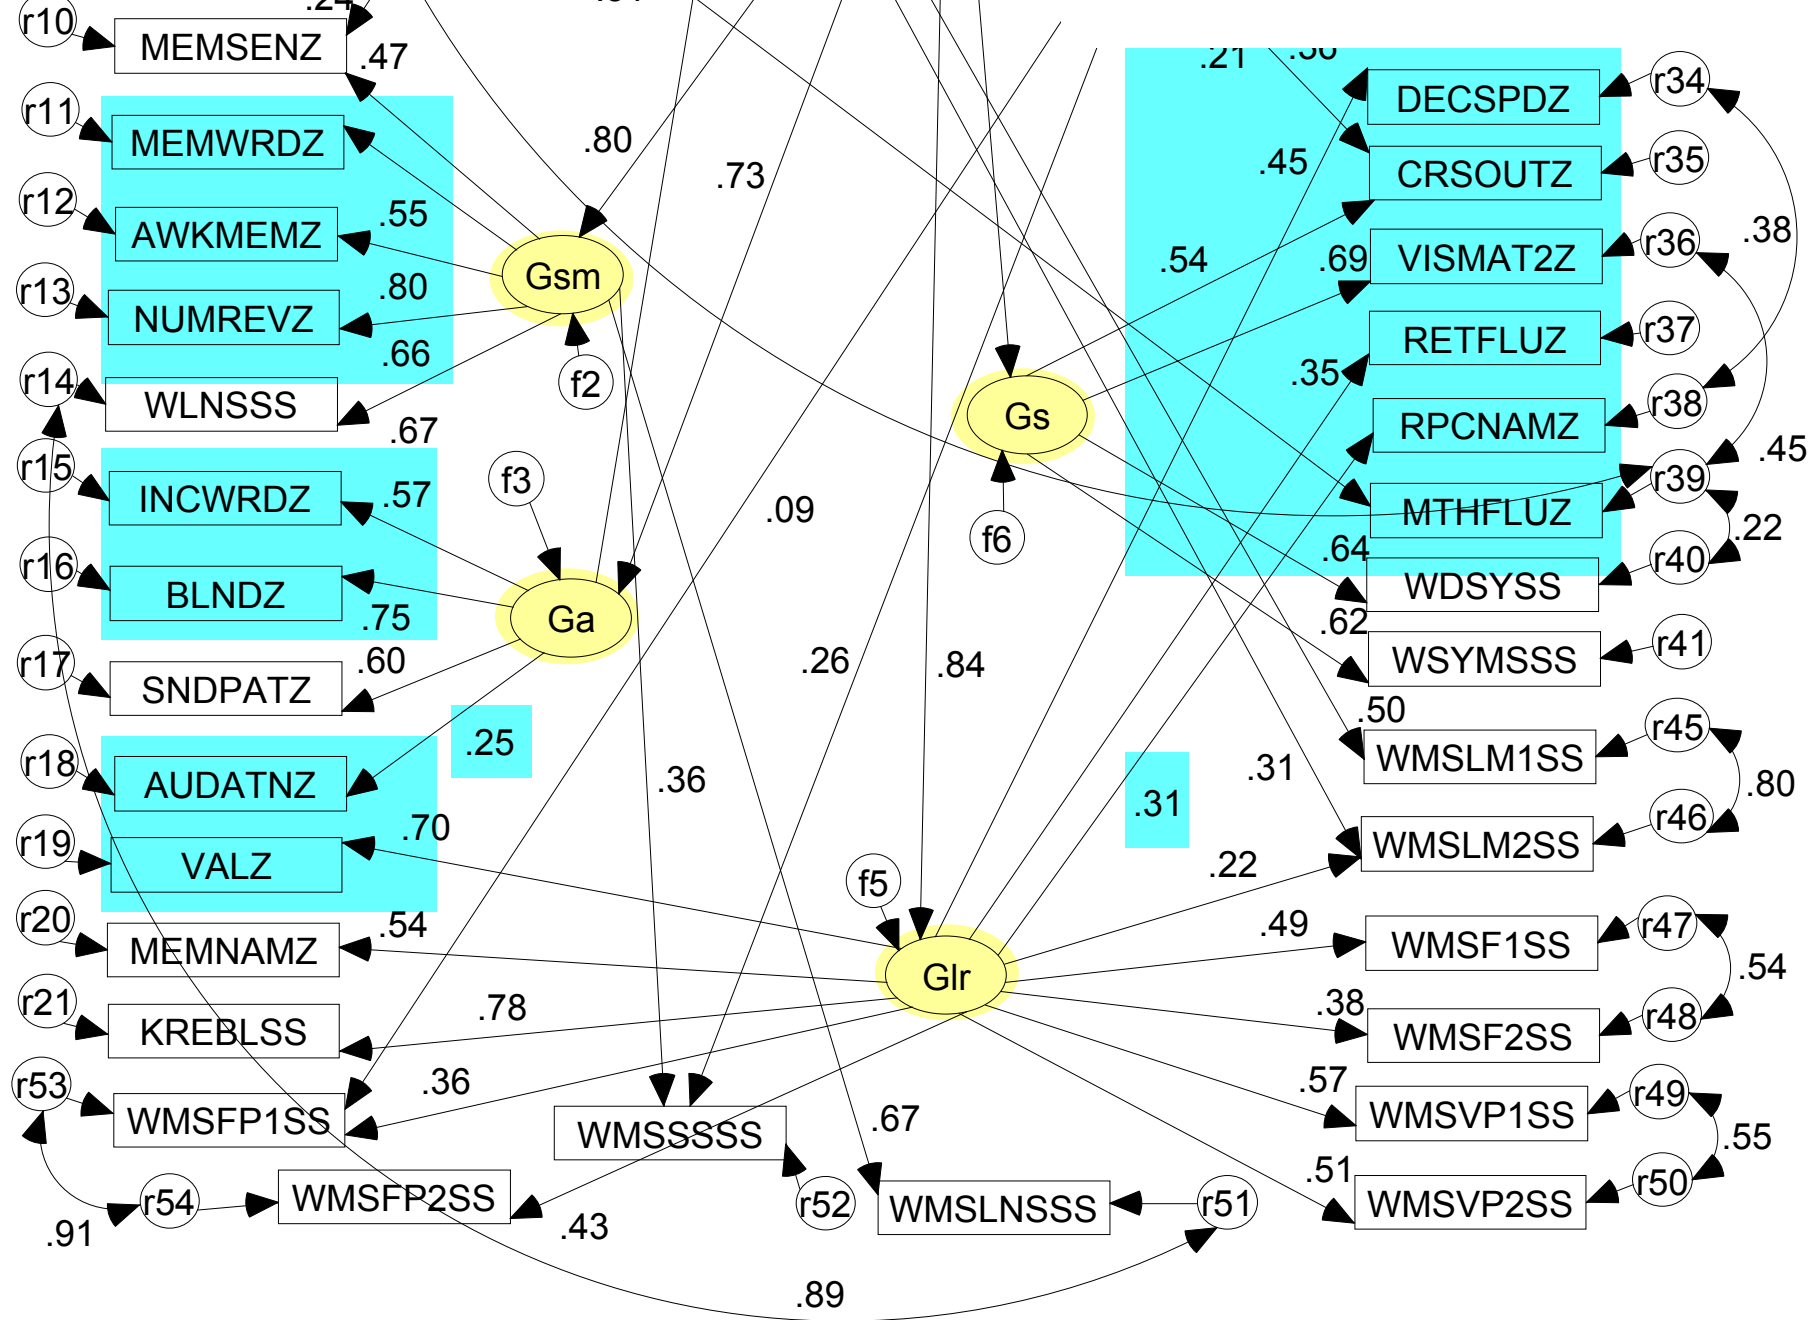 r10
.24
MEMSENZ
.47
r11
MEMWRDZ
.80
r12
AWKMEMZ
.55
.73
Gsm
r13
NUMREVZ
.80
.66
f2
r14
WLNSSS
.67
r15
INCWRDZ
.57
f3
.09
r16
BLNDZ
.75
Ga
r17
SNDPATZ
.60
.26
.84
r18
AUDATNZ
.25
.36
r19
VALZ
.70
f5
r20
MEMNAMZ
.54
Glr
r21
KREBLSS
.78
r53
WMSFP1SS
.36
WMSSSSS
.67
r54
WMSFP2SS
.43
r52
WMSLNSSS
r51
.91
.89
.21
DECSPDZ
r34
.45
CRSOUTZ
r35
.38
.54
.69
VISMAT2Z
r36
RETFLUZ
r37
.35
Gs
RPCNAMZ
r38
.45
f6
MTHFLUZ
r39
.22
.64
WDSYSS
r40
.62
WSYMSSS
r41
.50
WMSLM1SS
r45
.31
.31
.80
WMSLM2SS
r46
.22
.49
WMSF1SS
r47
.54
.38
WMSF2SS
r48
.57
WMSVP1SS
r49
.55
.51
WMSVP2SS
r50